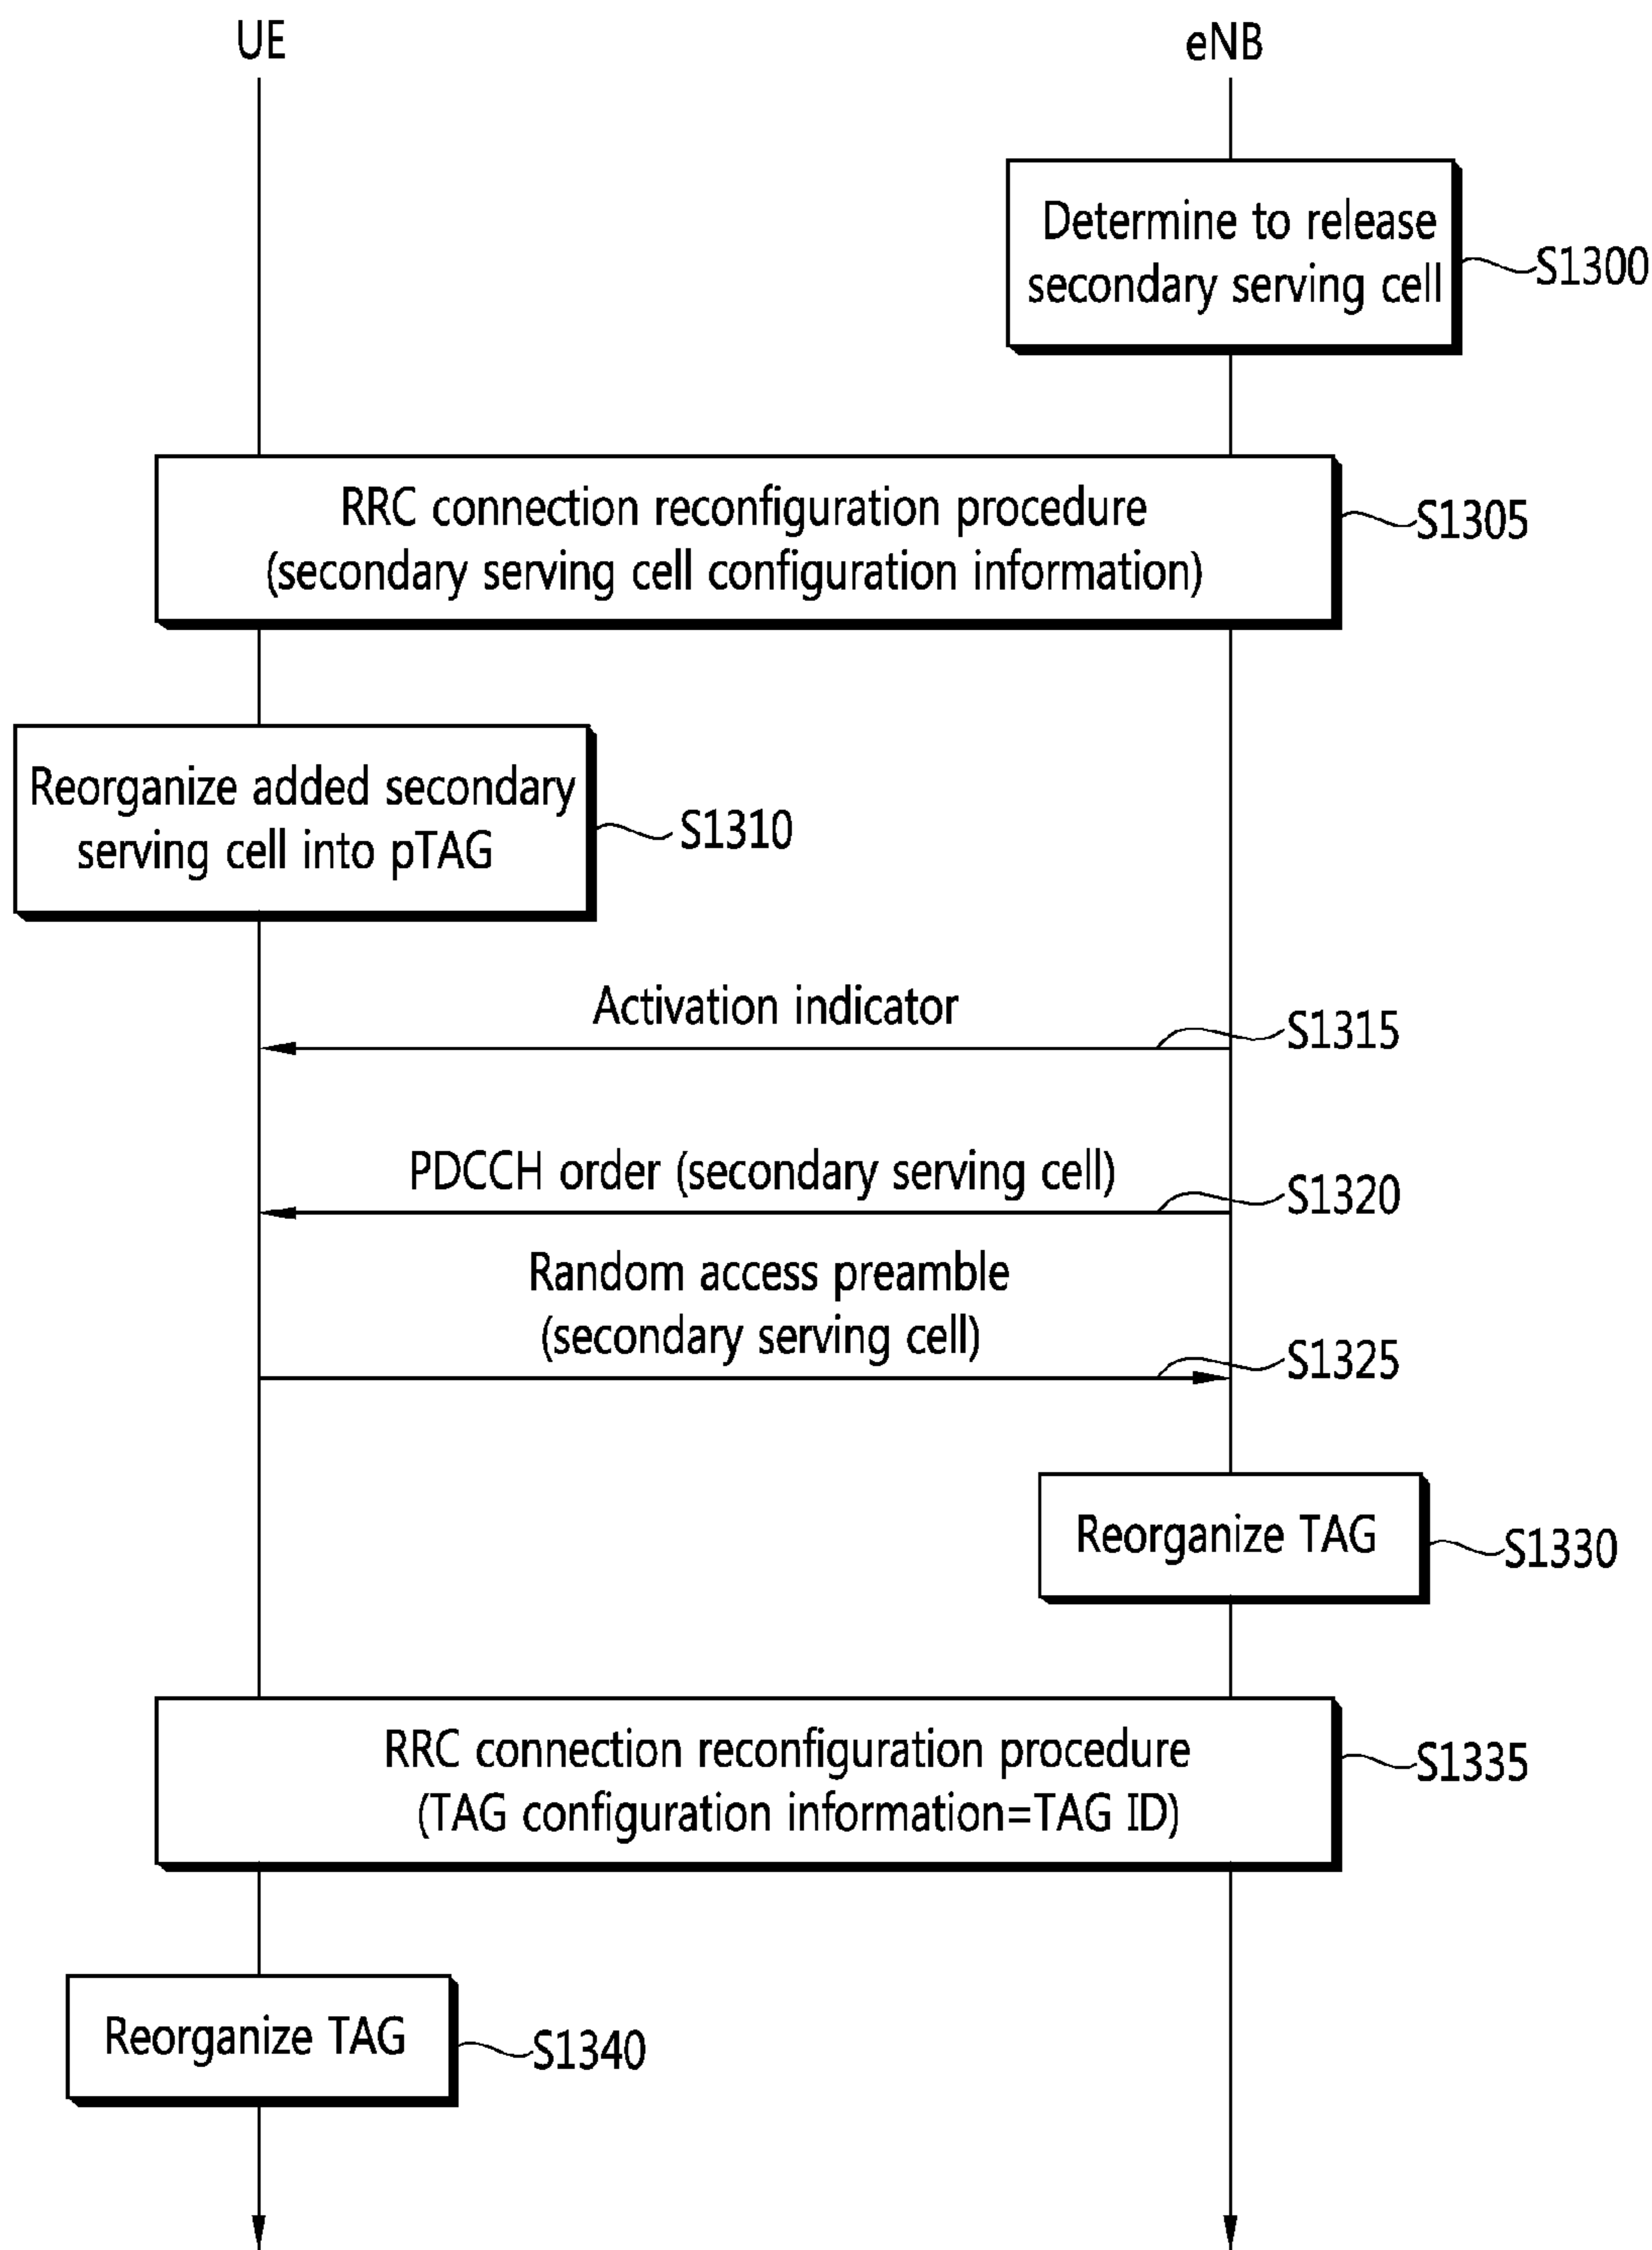 UE
eNB
Determine to release
secondary serving cell
S1300
RRC connection reconfiguration procedure
(secondary serving cell configuration information)
S1305
Reorganize added secondary
serving cell into pTAG
S1310
Activation indicator
S1315
PDCCH order (secondary serving cell)
S1320
Random access preamble
(secondary serving cell)
S1325
Reorganize TAG
S1330
RRC connection reconfiguration procedure
(TAG configuration information=TAG ID)
S1335
Reorganize TAG
S1340